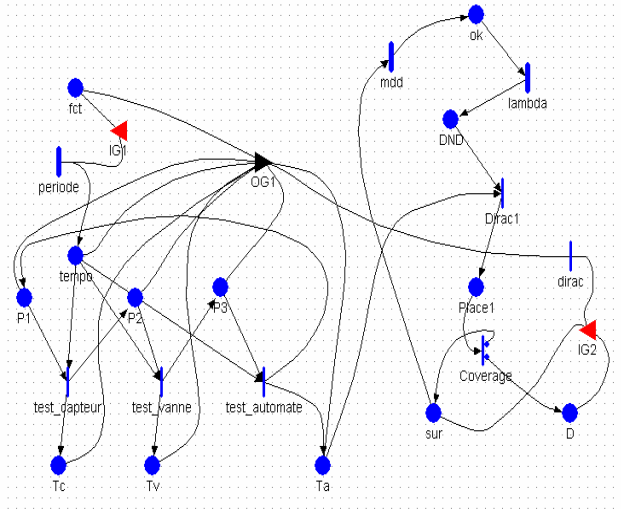 ok
mdd
lambda
fct
IG1
DND
periode
OG1
Dirac1
tempo
dirac
P1
P2
P3
Place1
IG2
Coverage
test_capteur
test_vanne
test_automate
sur
D
Tc
Tv
Ta